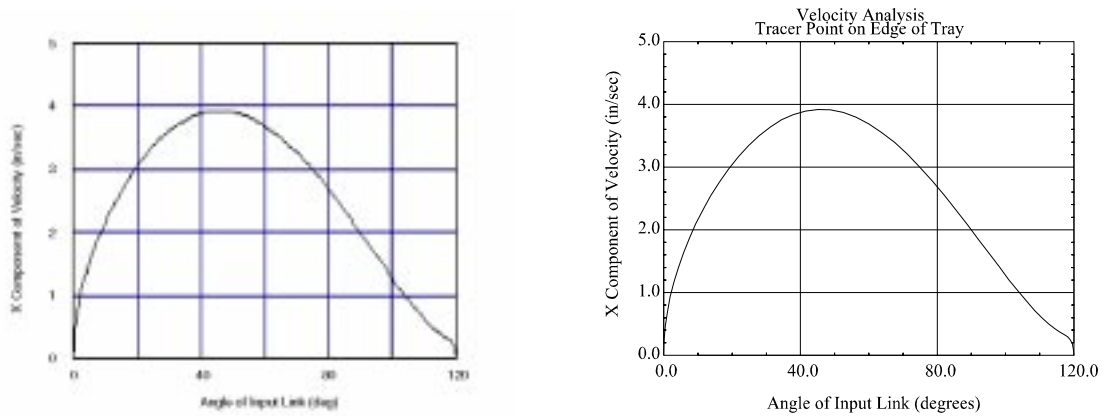 5
4
3
2
1
0
0 40 80 120
X Component of Velocity (in/sec)
Angle of Input Link (deg)
Velocity Analysis
Tracer Point on Edge of Tray
5.0
4.0
3.0
2.0
1.0
0.0
0.0 40.0 80.0 120.0
X Component of Velocity (in/sec)
Angle of Input Link (degrees)